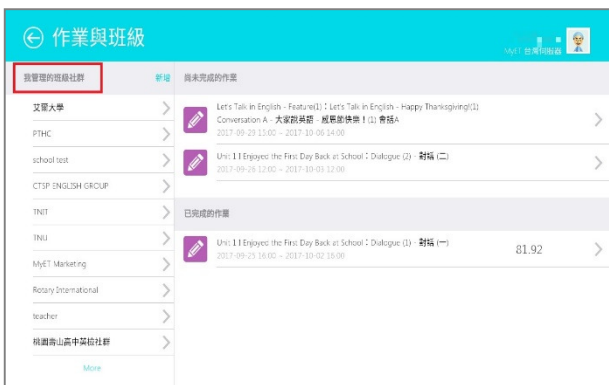 作業與班級
MyET 台灣伺服器
我管理的班級社群
新增
尚未完成的作業
艾爾大學
PTHC
school test
CTSP ENGLISH GROUP
TNIT
TNU
MyET Marketing
Rotary International
teacher
桃園壽山高中英檢社群
More
Let's Talk in English - Feature(1)：Let's Talk in English - Happy Thanksgiving!(1)
Conversation A - 大家說英語 - 感恩節快樂！(1) 會話A
2017-09-29 15:00 ~ 2017-10-06 14:00
Unit 1 I Enjoyed the First Day Back at School：Dialogue (2) - 對話 (二)
2017-09-26 12:00 ~ 2017-10-03 12:00
已完成的作業
Unit 1 I Enjoyed the First Day Back at School：Dialogue (1) - 對話 (一)
2017-09-25 16:00 ~ 2017-10-02 16:00
81.92